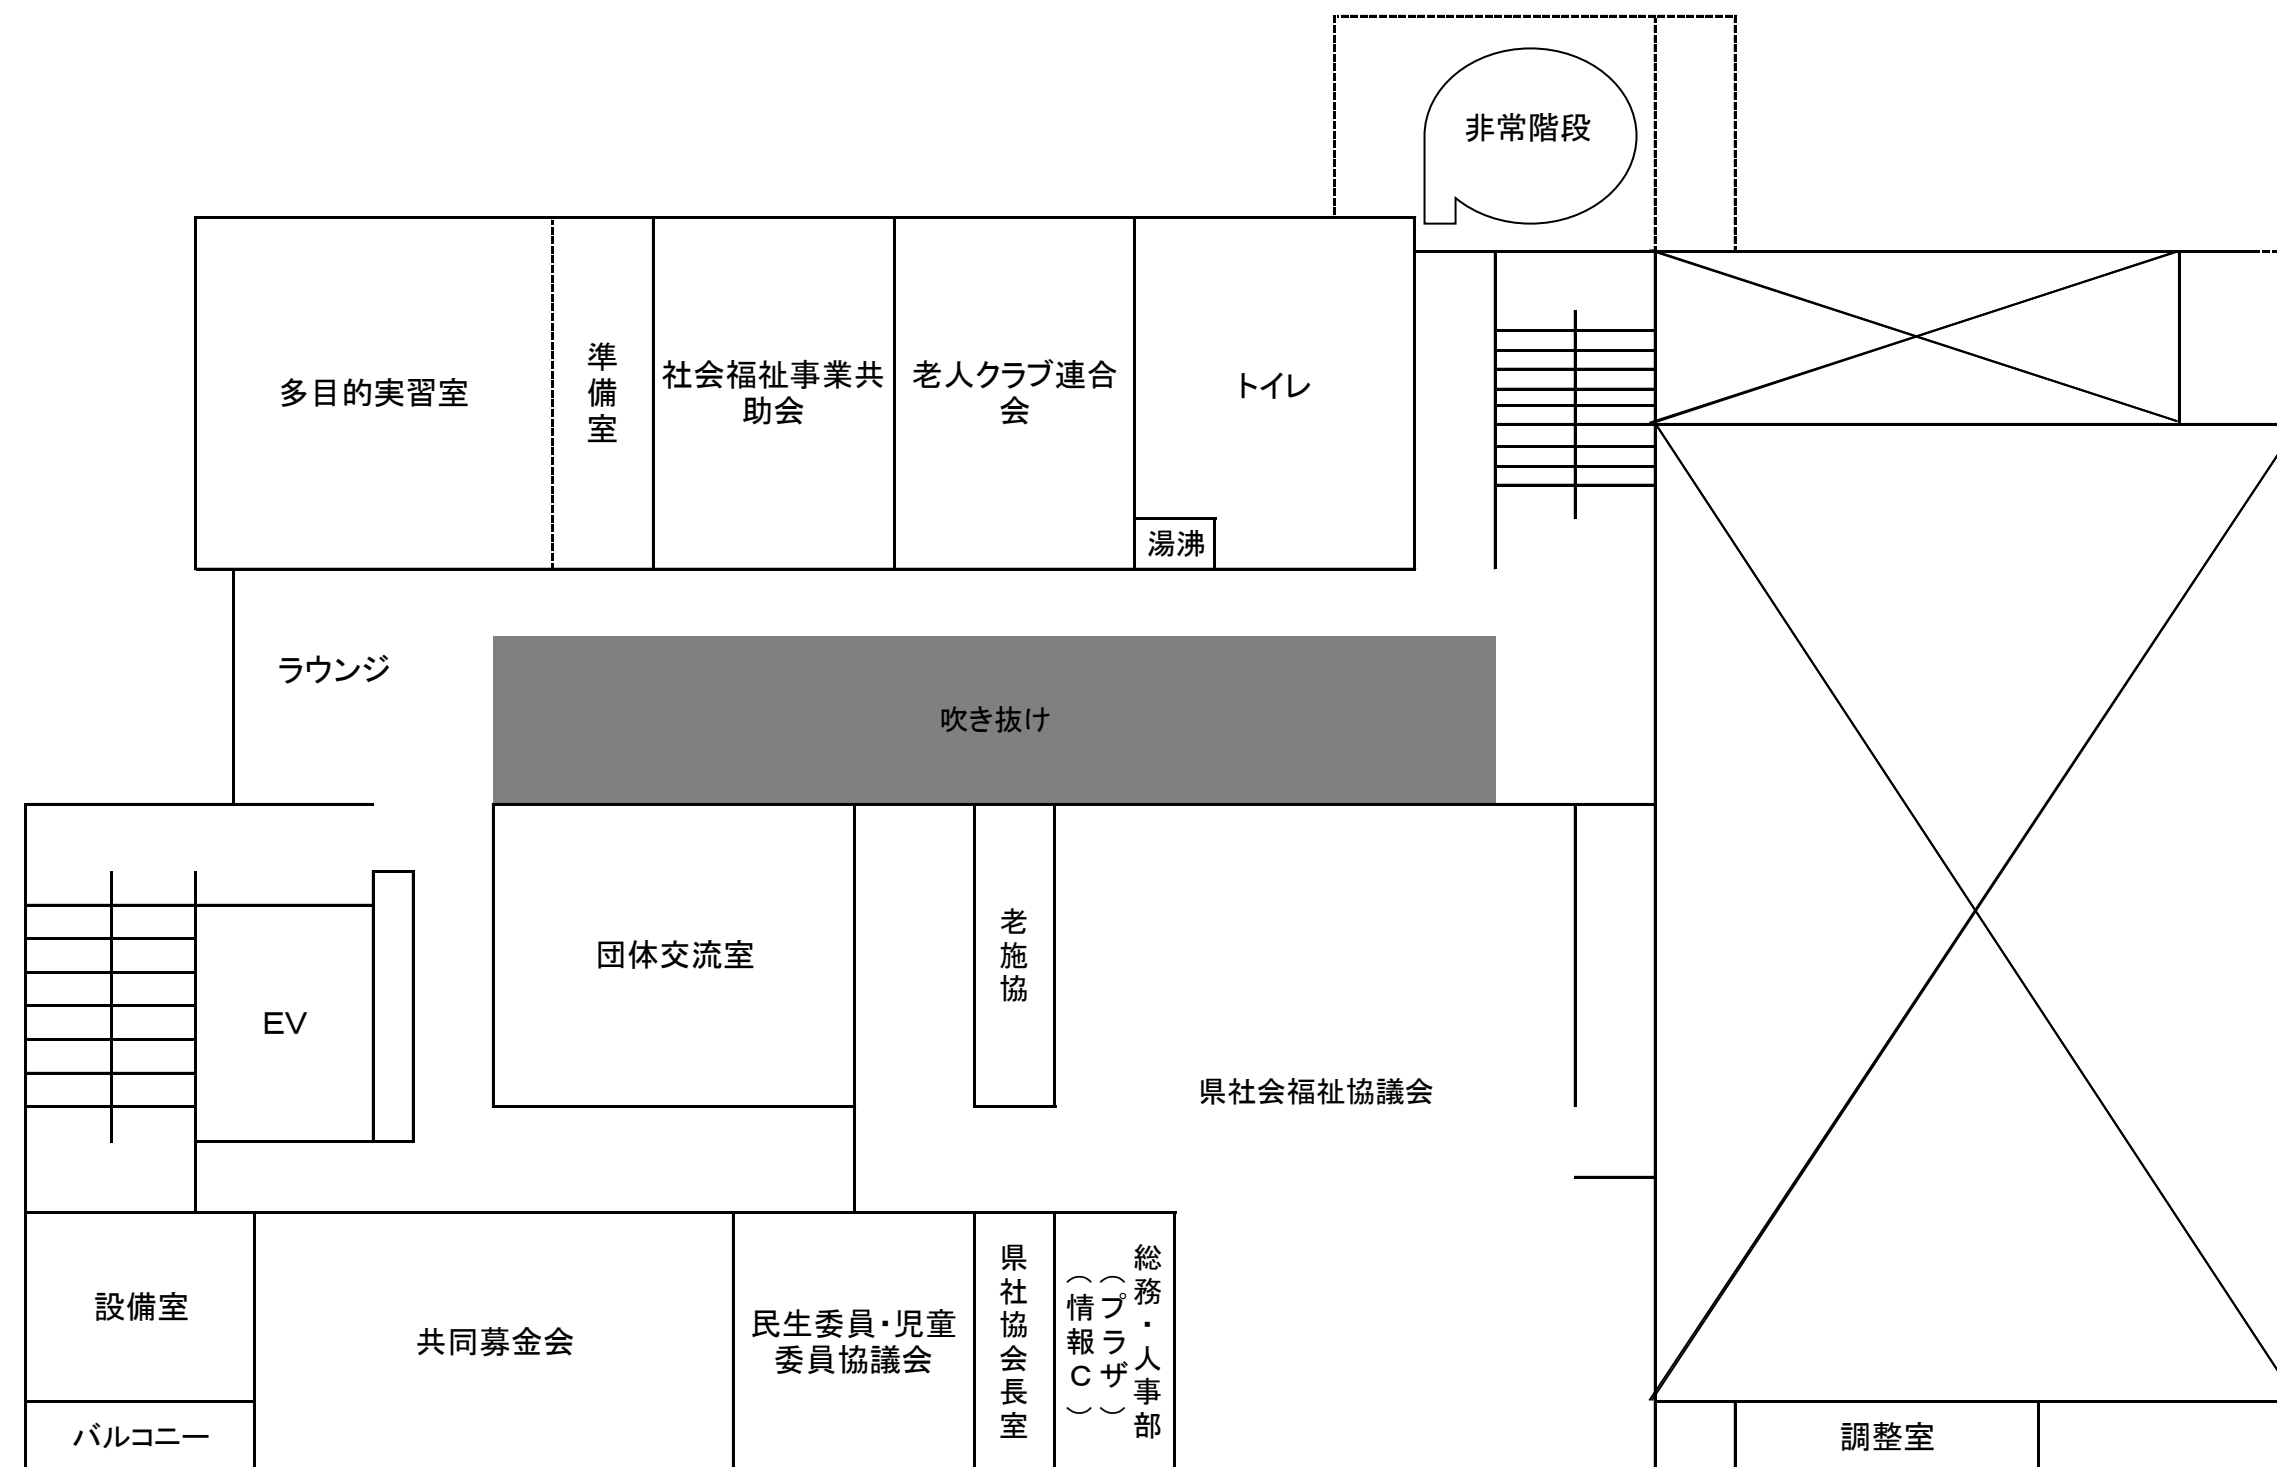 非常階段
多目的実習室
準備室
社会福祉事業共
助会
老人クラブ連合
会
トイレ
湯沸
ラウンジ
吹き抜け
団体交流室
老施協
EV
県社会福祉協議会
設備室
共同募金会
民生委員・児童
委員協議会
県社協会長室
総務・人事部
（プラザ）
（情報C）
バルコニー
調整室